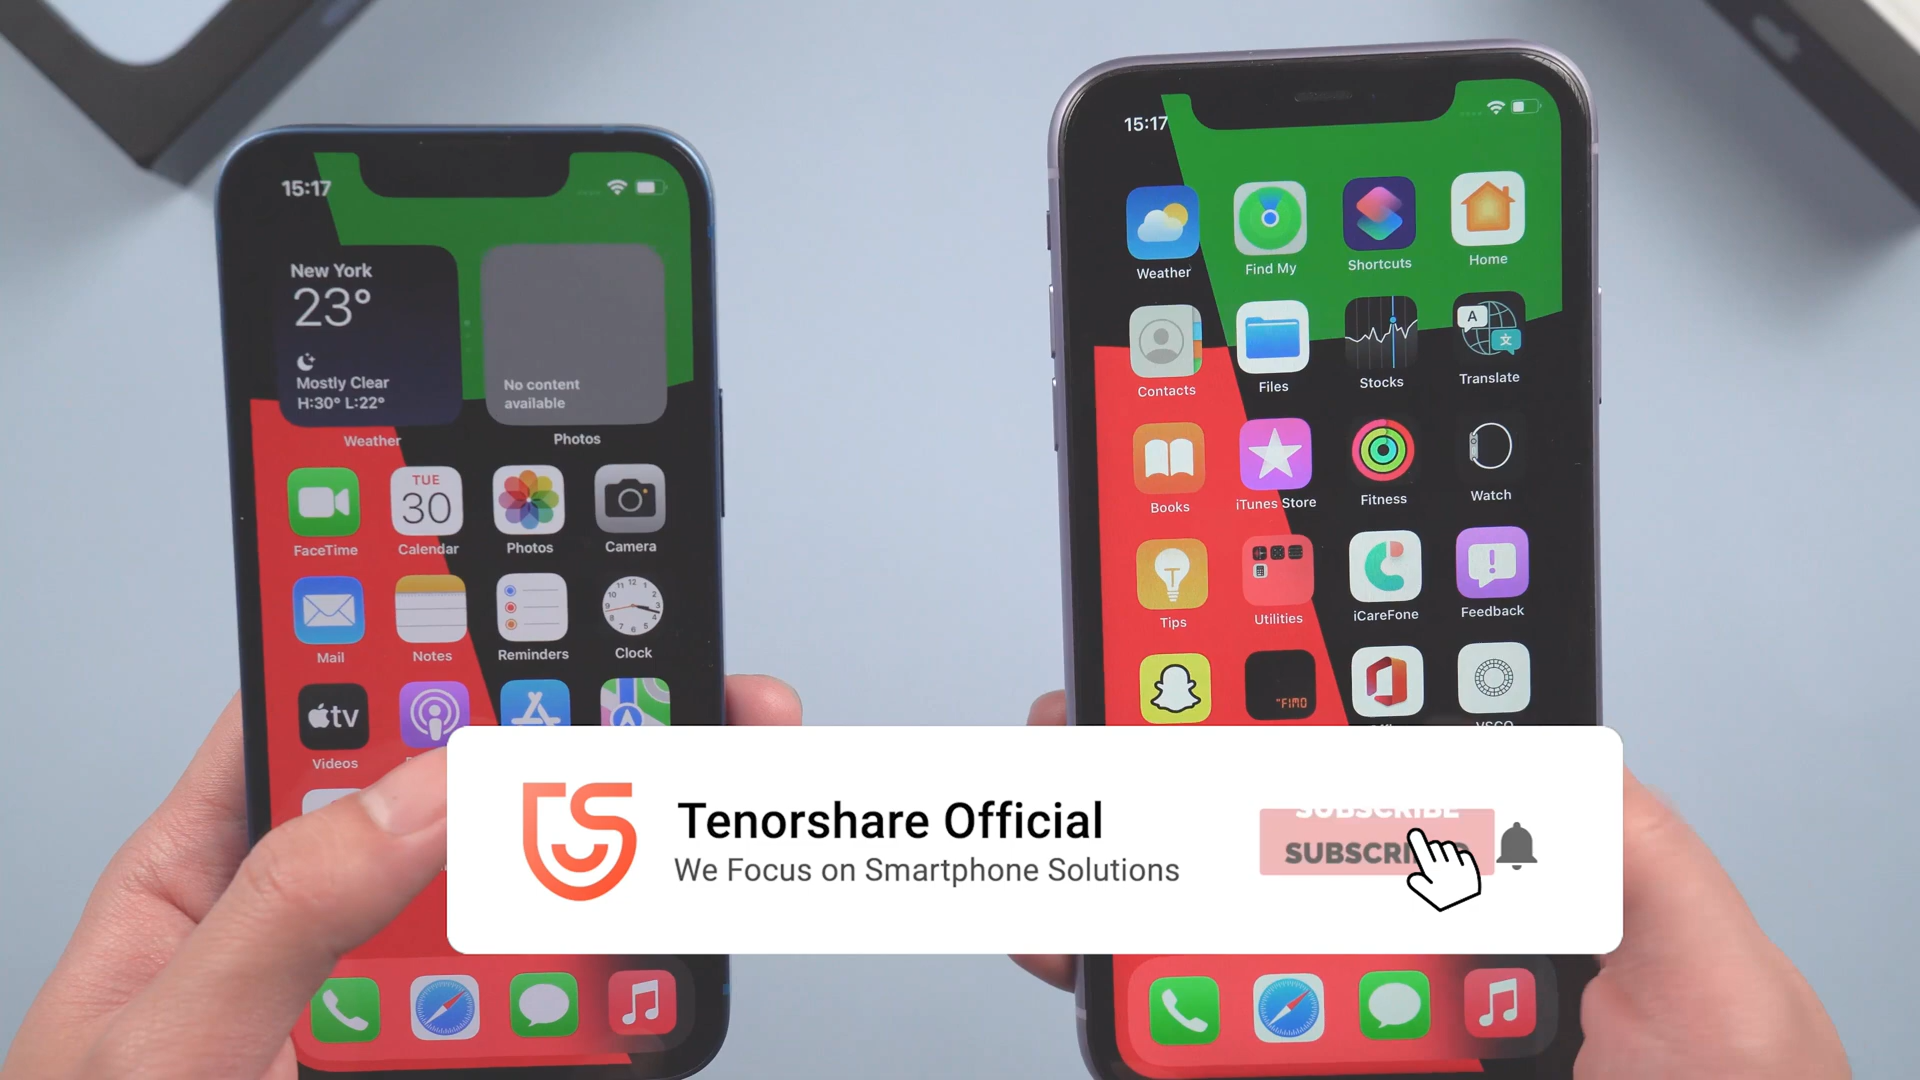 15:17
New York
23°
Mostly Clear
H:30° L:22°
Weather
No content
available
Photos
TUE
30
FaceTime
Calendar
Photos
Camera
Mail
Notes
Reminders
Clock
tv
Videos
15:17
Weather
Find My
Shortcuts
Home
Contacts
Files
Stocks
Translate
Books
iTunes Store
Fitness
Watch
Tips
Utilities
iCareFone
Feedback
VSCO
Tenorshare Official
We Focus on Smartphone Solutions
SUBSCRIBE